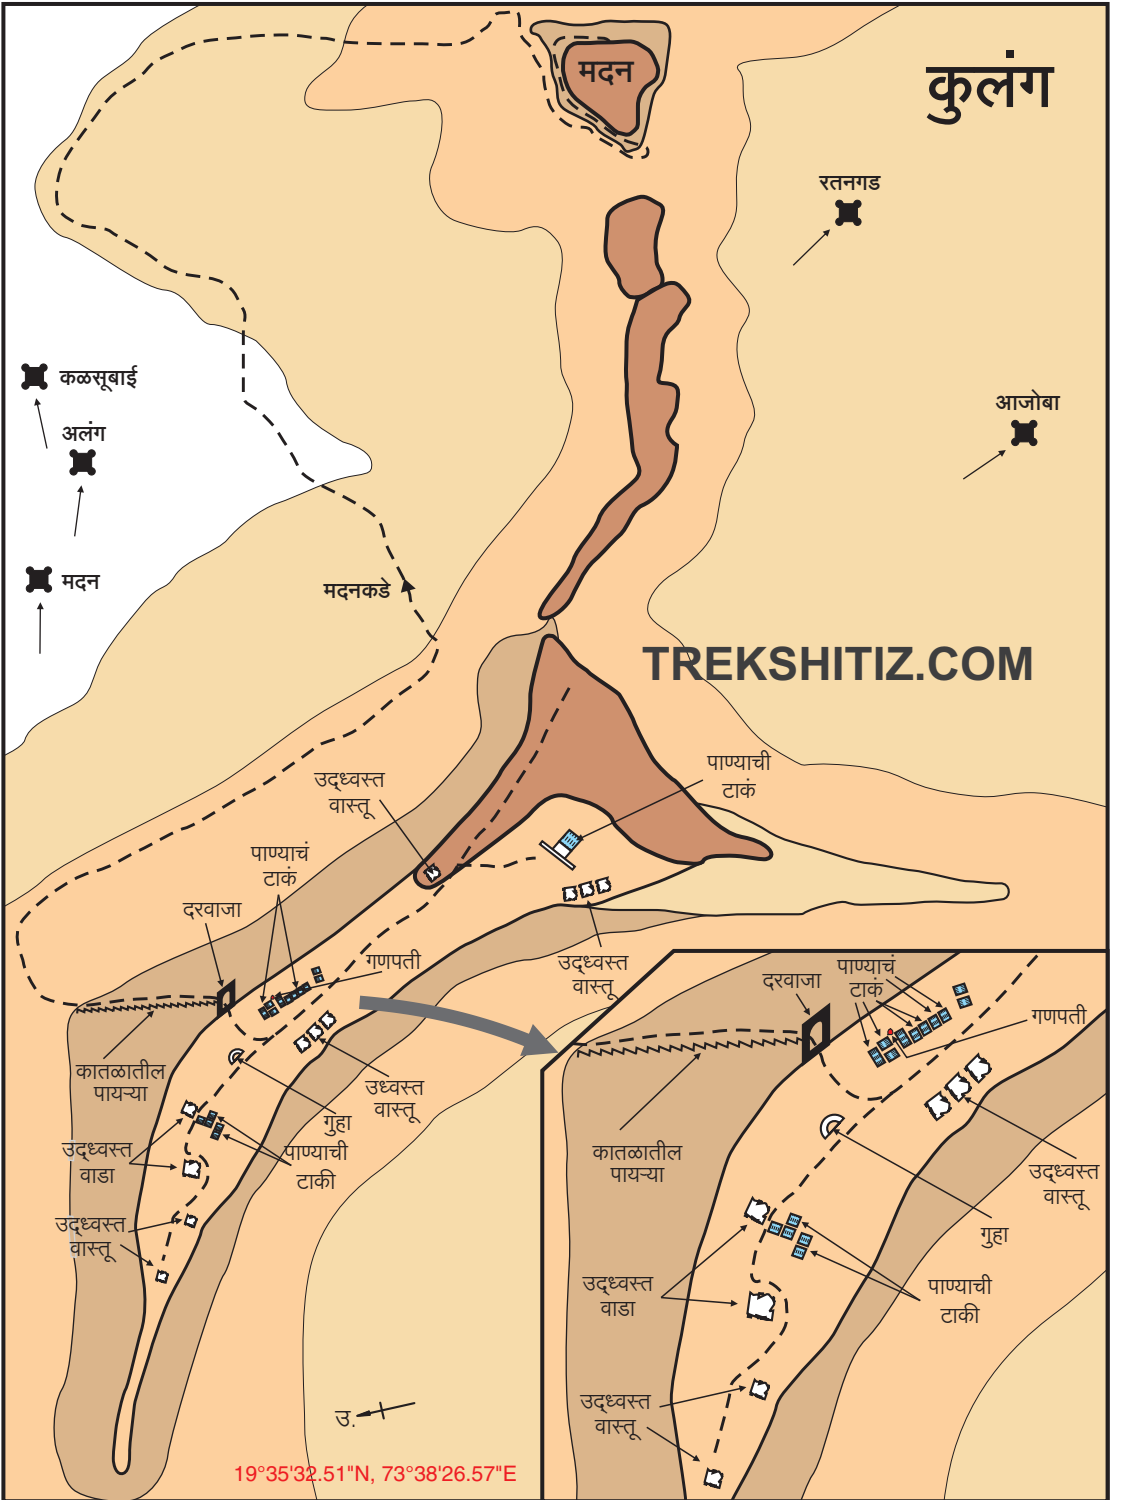 कुलंग
मदन
रतनगड
कळसूबाई
अलंग
आजोबा
मदन
मदनकडे
TREKSHITIZ.COM
पाण्याची
टाकं
उद्ध्वस्त
वास्तू
पाण्याचं
टाकं
दरवाजा
गणपती
उद्ध्वस्त
वास्तू
कातळातील
पायऱ्या
उध्वस्त
वास्तू
गुहा
उद्ध्वस्त
वाडा
पाण्याची
टाकी
उद्ध्वस्त
वास्तू
उ.
19°35'32.51"N, 73°38'26.57"E
दरवाजा
पाण्याचं
टाकं
गणपती
कातळातील
पायऱ्या
उद्ध्वस्त
वास्तू
गुहा
उद्ध्वस्त
वाडा
पाण्याची
टाकी
उद्ध्वस्त
वास्तू